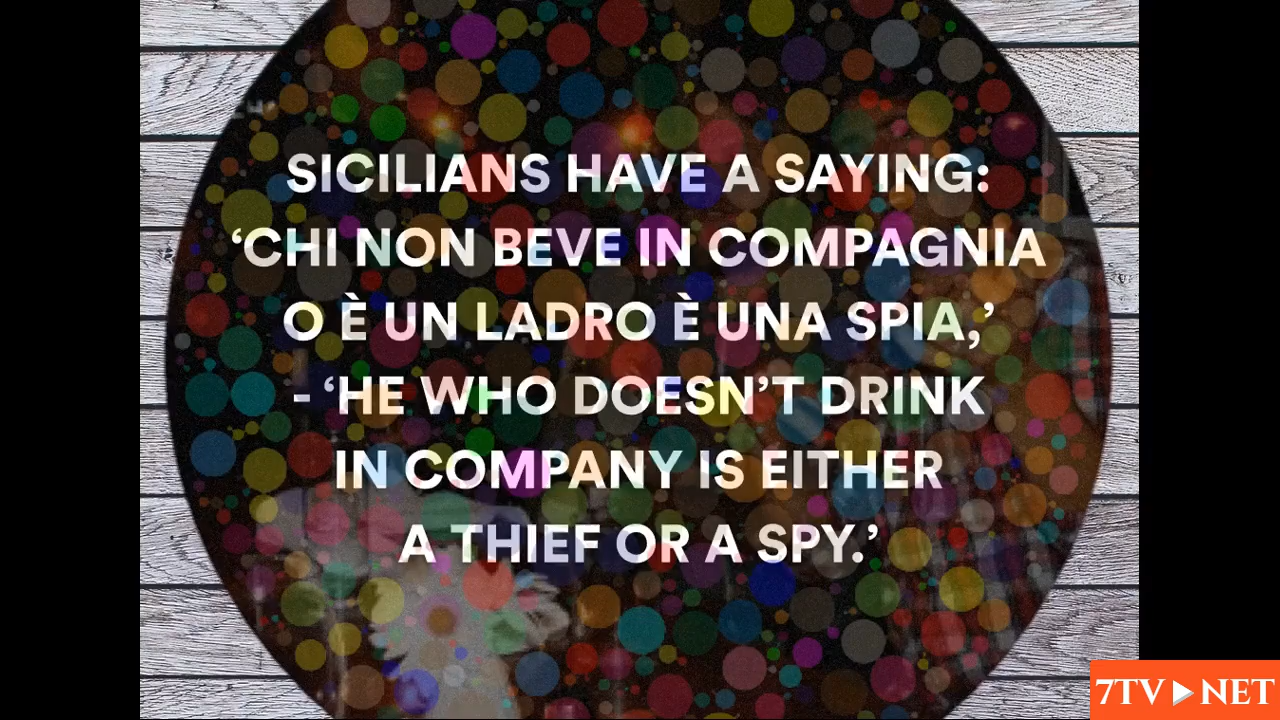 SICILIANS HAVE A SAYING:
‘CHI NON BEVE IN COMPAGNIA
O È UN LADRO È UNA SPIA,’
- ‘HE WHO DOESN’T DRINK
IN COMPANY IS EITHER
A THIEF OR A SPY.’
7TV NET